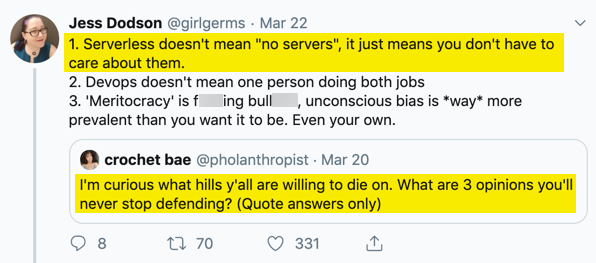 Jess Dodson @girlgerms · Mar 22
1. Serverless doesn't mean "no servers", it just means you don't have to
care about them.
2. Devops doesn't mean one person doing both jobs
3. 'Meritocracy' is f ing bull , unconscious bias is *way* more
prevalent than you want it to be. Even your own.
crochet bae @pholanthropist · Mar 20
I'm curious what hills y'all are willing to die on. What are 3 opinions you'll
never stop defending? (Quote answers only)
8 70 331